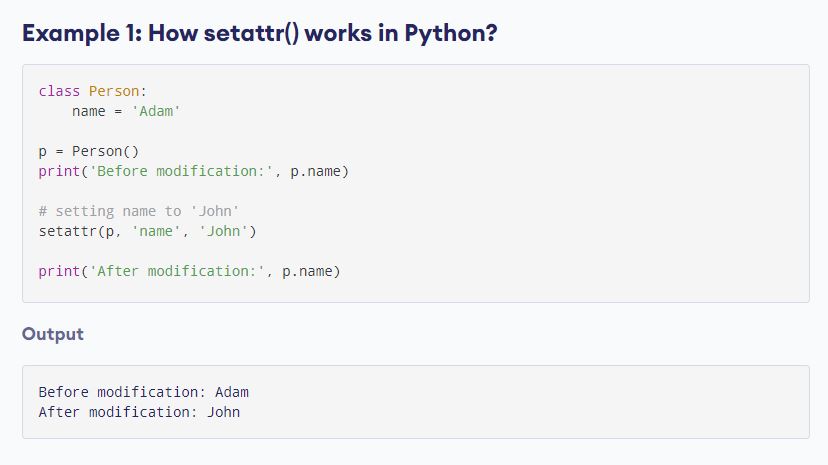 Example 1: How setattr() works in Python?
class Person:
    name = 'Adam'
p = Person()
print('Before modification:', p.name)
# setting name to 'John'
setattr(p, 'name', 'John')
print('After modification:', p.name)
Output
Before modification: Adam
After modification: John